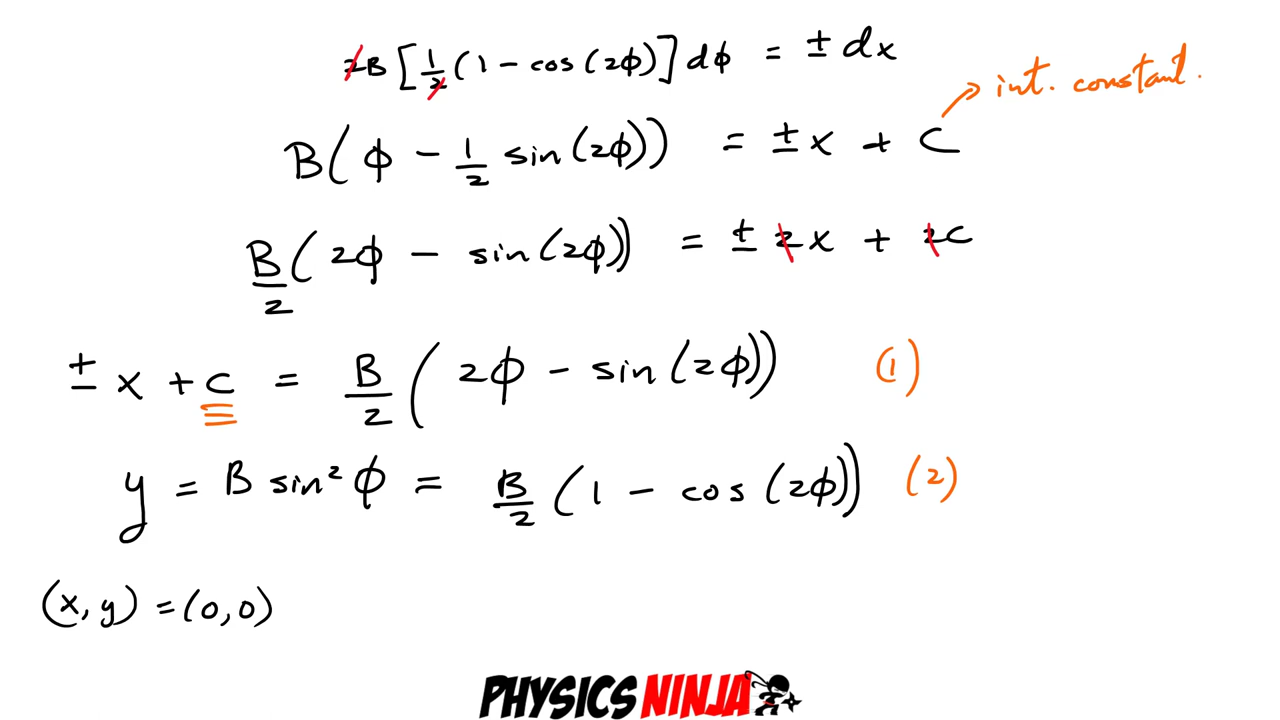 2B [ 1/2 (1 - cos(2ϕ) ] dϕ = ± dx
int. constant.
B( ϕ - 1/2 sin(2ϕ)) = ± x + C
B/2 ( 2ϕ - sin(2ϕ)) = ± 2x + 2C
± x + C = B/2 ( 2ϕ - sin(2ϕ)) (1)
y = B sin² ϕ = B/2 (1 - cos(2ϕ)) (2)
(x, y) = (0, 0)
PHYSICS NINJA